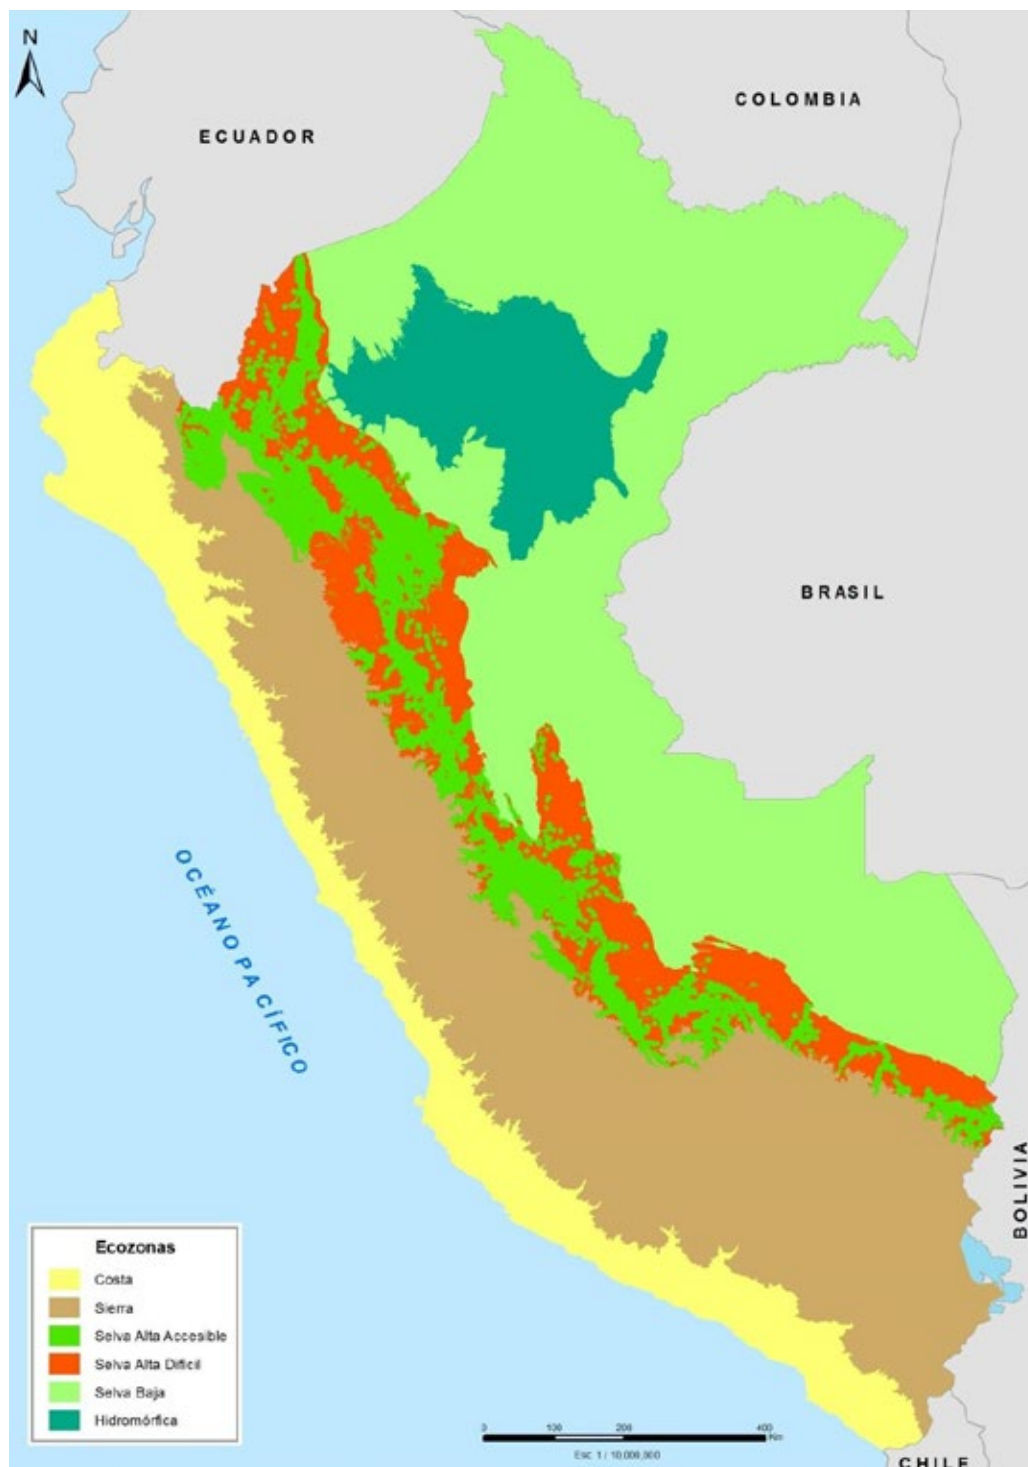 N
COLOMBIA
ECUADOR
BRASIL
OCÉANO PACÍFICO
BOLIVIA
Ecozonas
Costa
Sierra
Selva Alta Accesible
Selva Alta Dificil
Selva Baja
Hidromórfica
0 100 200 400
Km
Esc: 1 / 10,000,000
CHILE